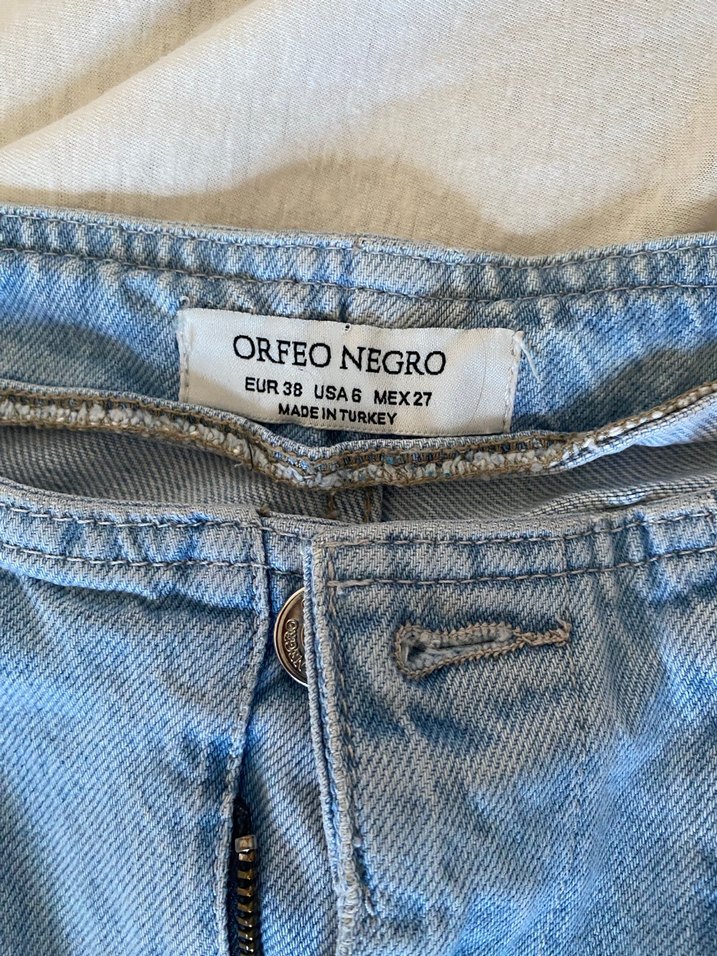 ORFEO NEGRO
EUR 38 USA 6 MEX 27
MADE IN TURKEY